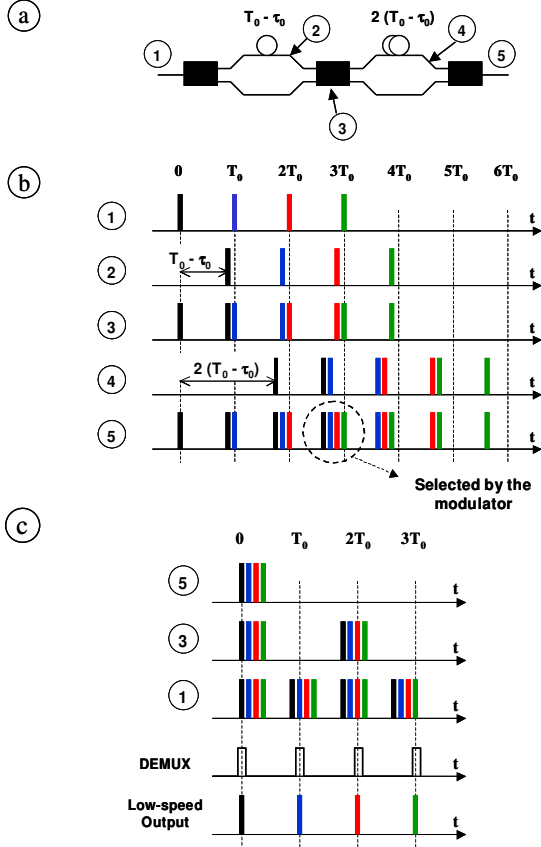 a
T₀ - τ₀
2 (T₀ - τ₀)
1
2
4
5
3
b
0 T₀ 2T₀ 3T₀ 4T₀ 5T₀ 6T₀
1
t
T₀ - τ₀
2
t
3
t
2 (T₀ - τ₀)
4
t
5
t
Selected by the
modulator
c
0 T₀ 2T₀ 3T₀
5
t
3
t
1
t
DEMUX
t
Low-speed
Output
t